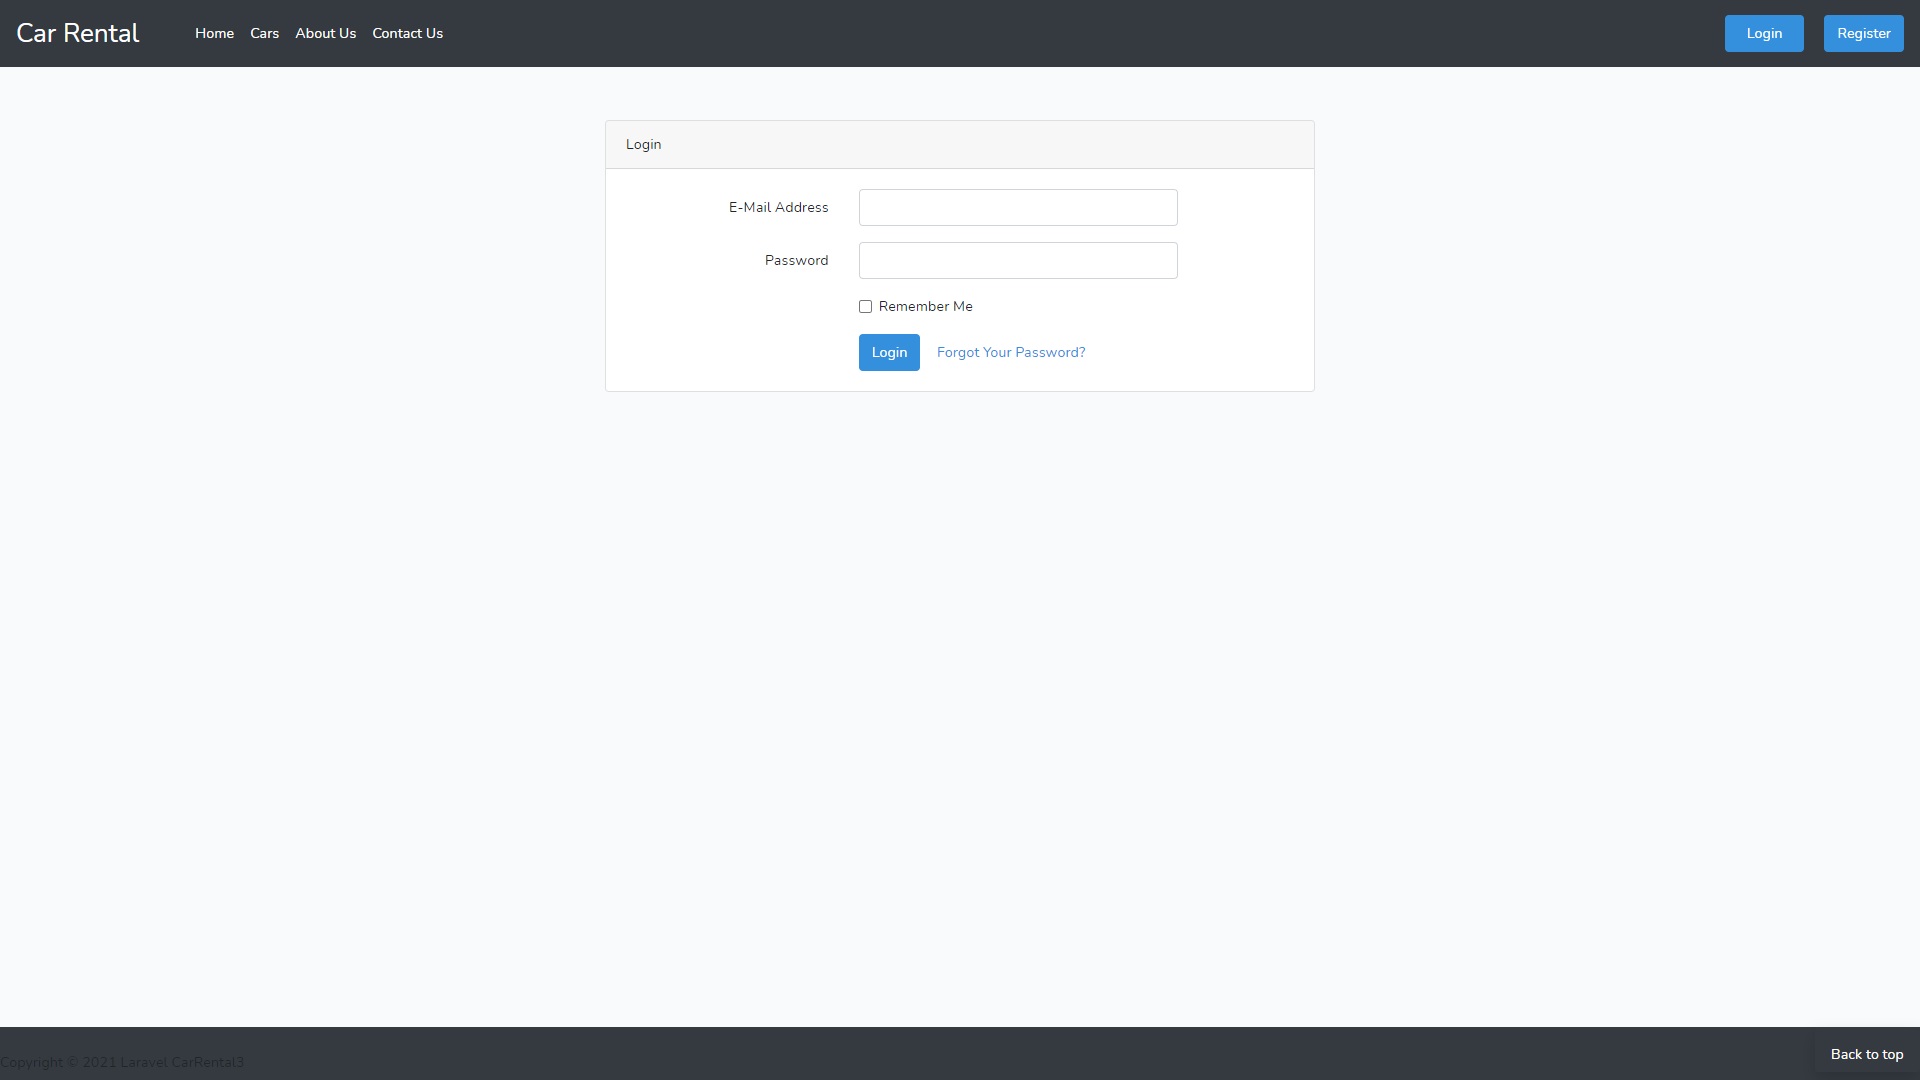 Car Rental Home Cars About Us Contact Us Login Register
Login
E-Mail Address
Password
Remember Me
Login Forgot Your Password?
Copyright © 2021 Laravel CarRental3
Back to top